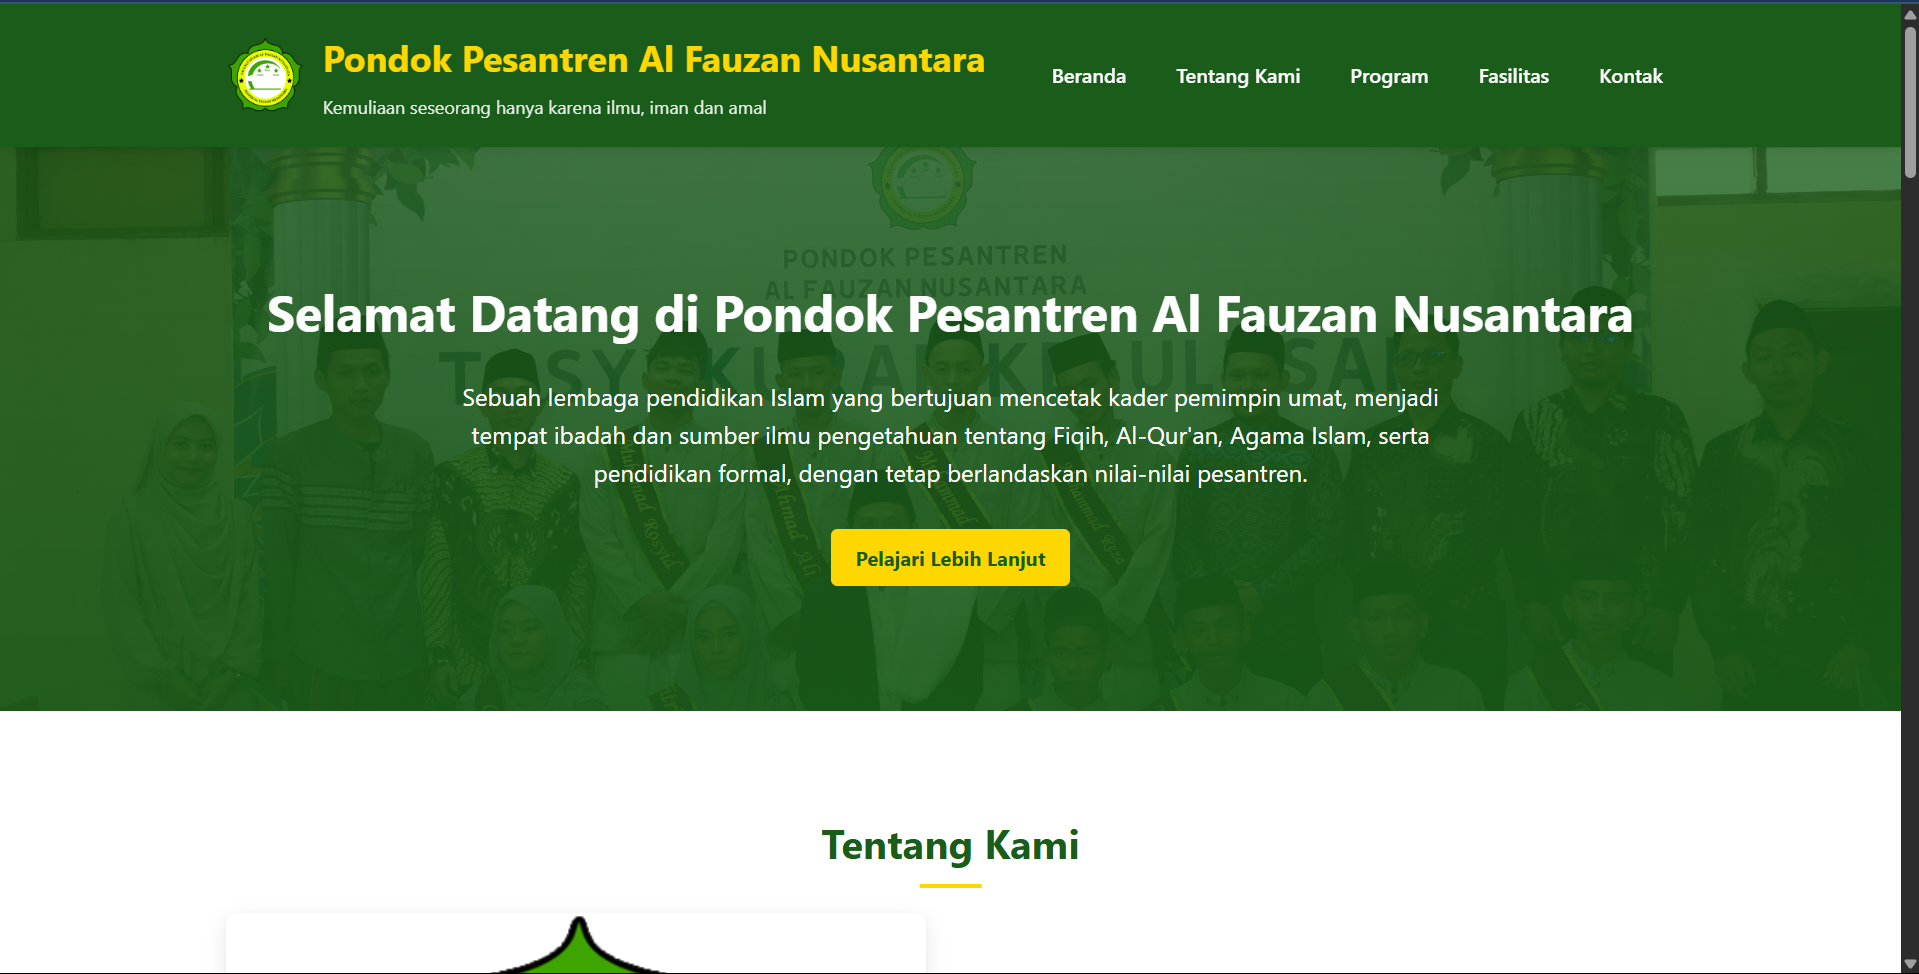 Pondok Pesantren Al Fauzan Nusantara
Kemuliaan seseorang hanya karena ilmu, iman dan amal
Beranda Tentang Kami Program Fasilitas Kontak
PONDOK PESANTREN
AL FAUZAN NUSANTARA
Selamat Datang di Pondok Pesantren Al Fauzan Nusantara
Sebuah lembaga pendidikan Islam yang bertujuan mencetak kader pemimpin umat, menjadi
tempat ibadah dan sumber ilmu pengetahuan tentang Fiqih, Al-Qur'an, Agama Islam, serta
pendidikan formal, dengan tetap berlandaskan nilai-nilai pesantren.
Ahmad Ali
Pelajari Lebih Lanjut
Tentang Kami